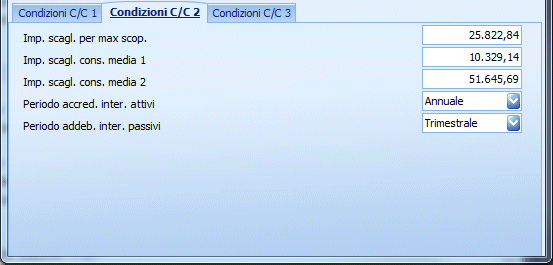 Condizioni C/C 1 Condizioni C/C 2 Condizioni C/C 3
Imp. scagl. per max scop. 25.822,84
Imp. scagl. cons. media 1 10.329,14
Imp. scagl. cons. media 2 51.645,69
Periodo accred. inter. attivi Annuale
Periodo addeb. inter. passivi Trimestrale